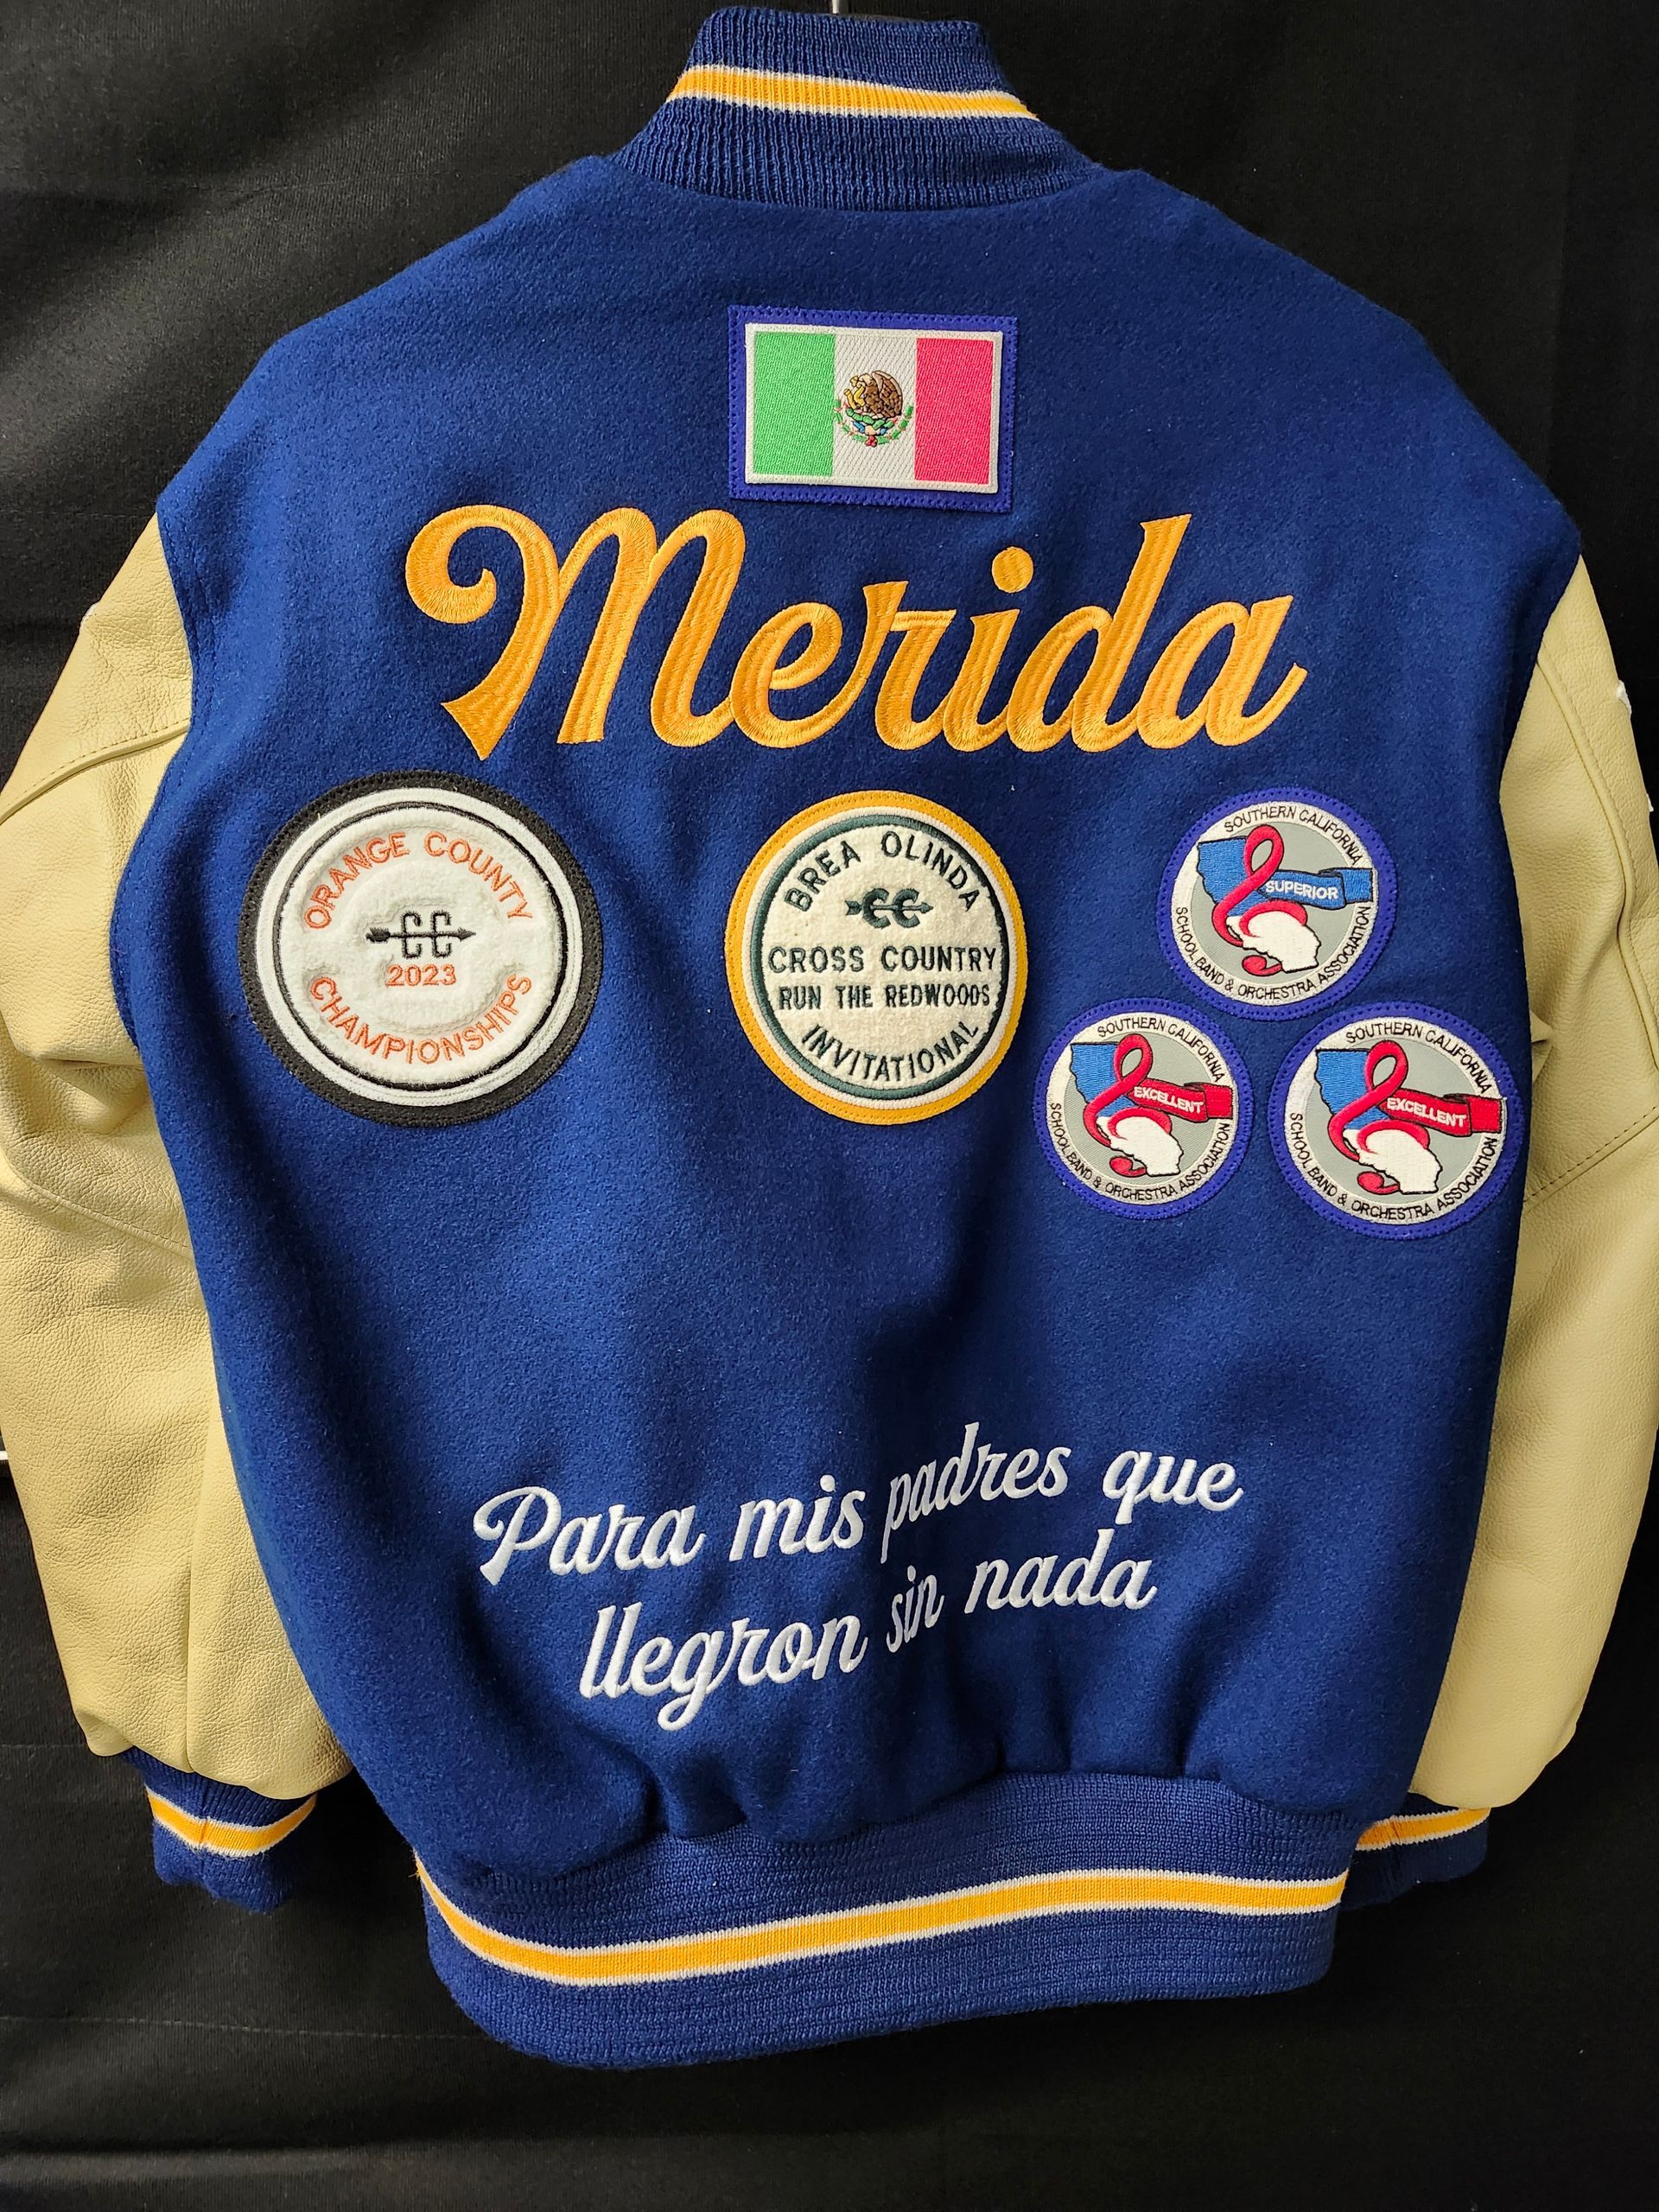 Merida
ORANGE COUNTY
CC
2023
CHAMPIONSHIPS
BREA OLINDA
CC
CROSS COUNTRY
RUN THE REDWOODS
INVITATIONAL
SOUTHERN CALIFORNIA
SUPERIOR
SCHOOL BAND & ORCHESTRA ASSOCIATION
SOUTHERN CALIFORNIA
EXCELLENT
SCHOOL BAND & ORCHESTRA ASSOCIATION
SOUTHERN CALIFORNIA
EXCELLENT
SCHOOL BAND & ORCHESTRA ASSOCIATION
Para mis padres que
llegron sin nada